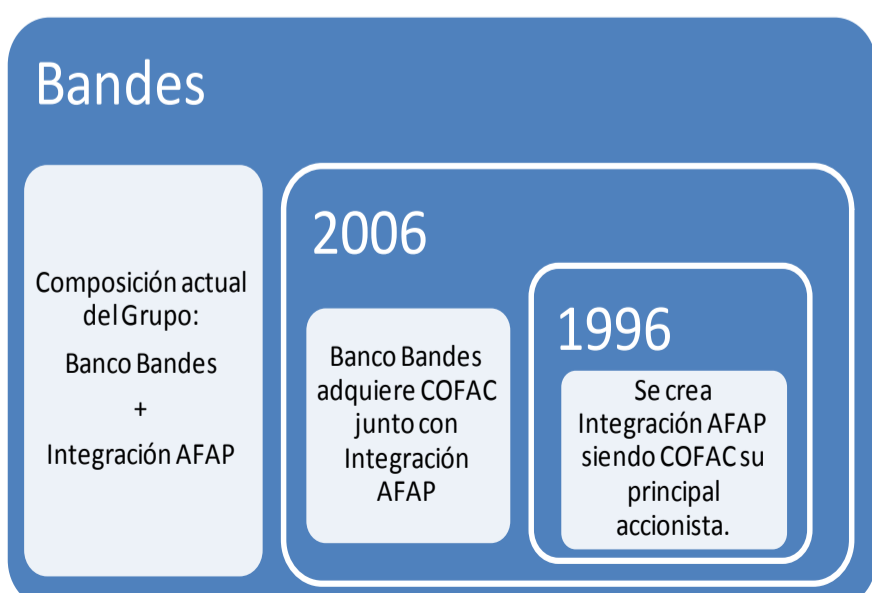 Bandes
Composición actual
del Grupo:
Banco Bandes
+
Integración AFAP
2006
Banco Bandes
adquiere COFAC
junto con
Integración
AFAP
1996
Se crea
Integración AFAP
siendo COFAC su
principal
accionista.